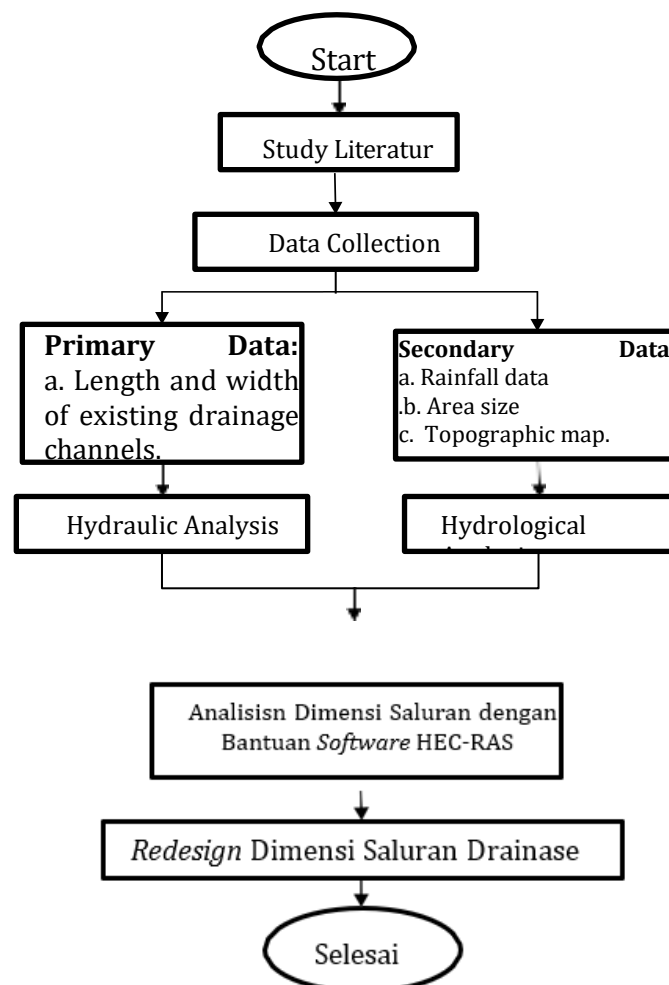 Start
Study Literatur
Data Collection
Primary Data:
a. Length and width
of existing drainage
channels.
Secondary Data
a. Rainfall data
.b. Area size
c. Topographic map.
Hydraulic Analysis
Hydrological
Analisisn Dimensi Saluran dengan
Bantuan Software HEC-RAS
Redesign Dimensi Saluran Drainase
Selesai